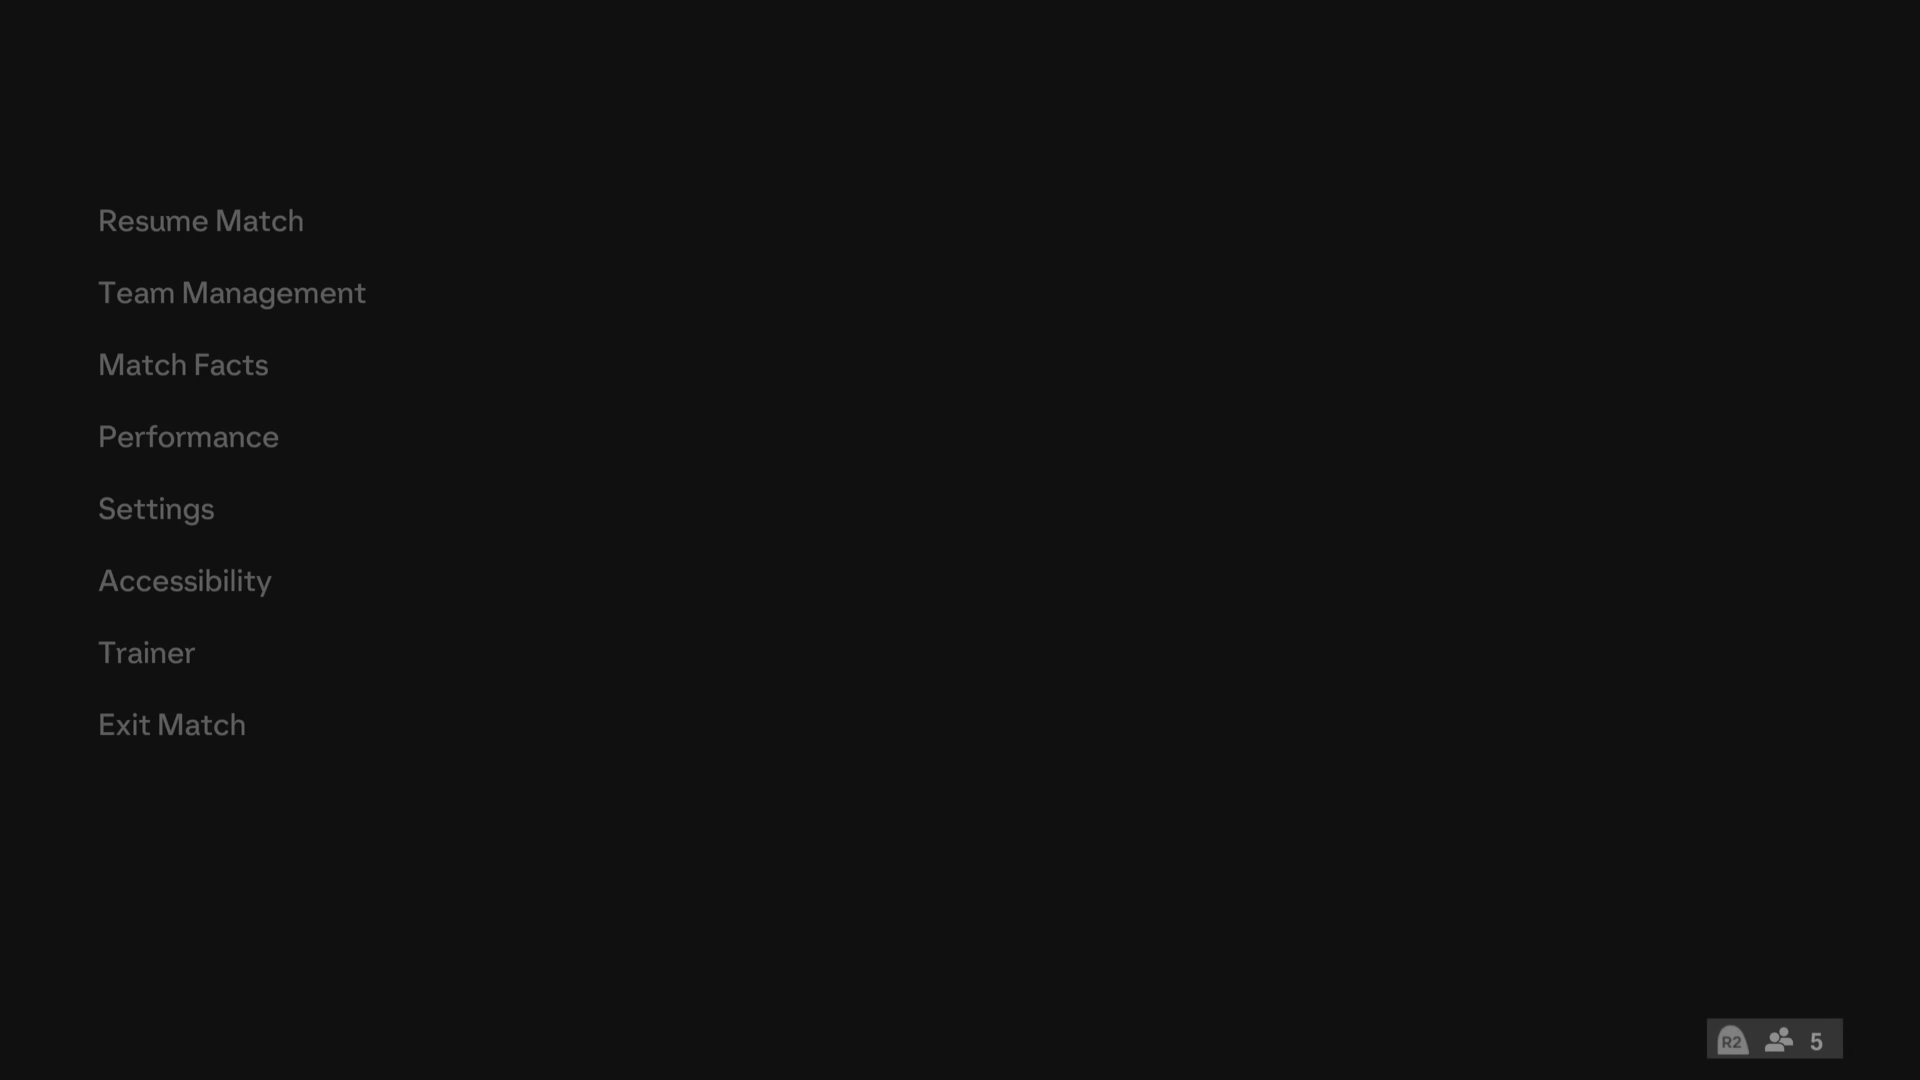 Resume Match
Team Management
Match Facts
Performance
Settings
Accessibility
Trainer
Exit Match
R2 5